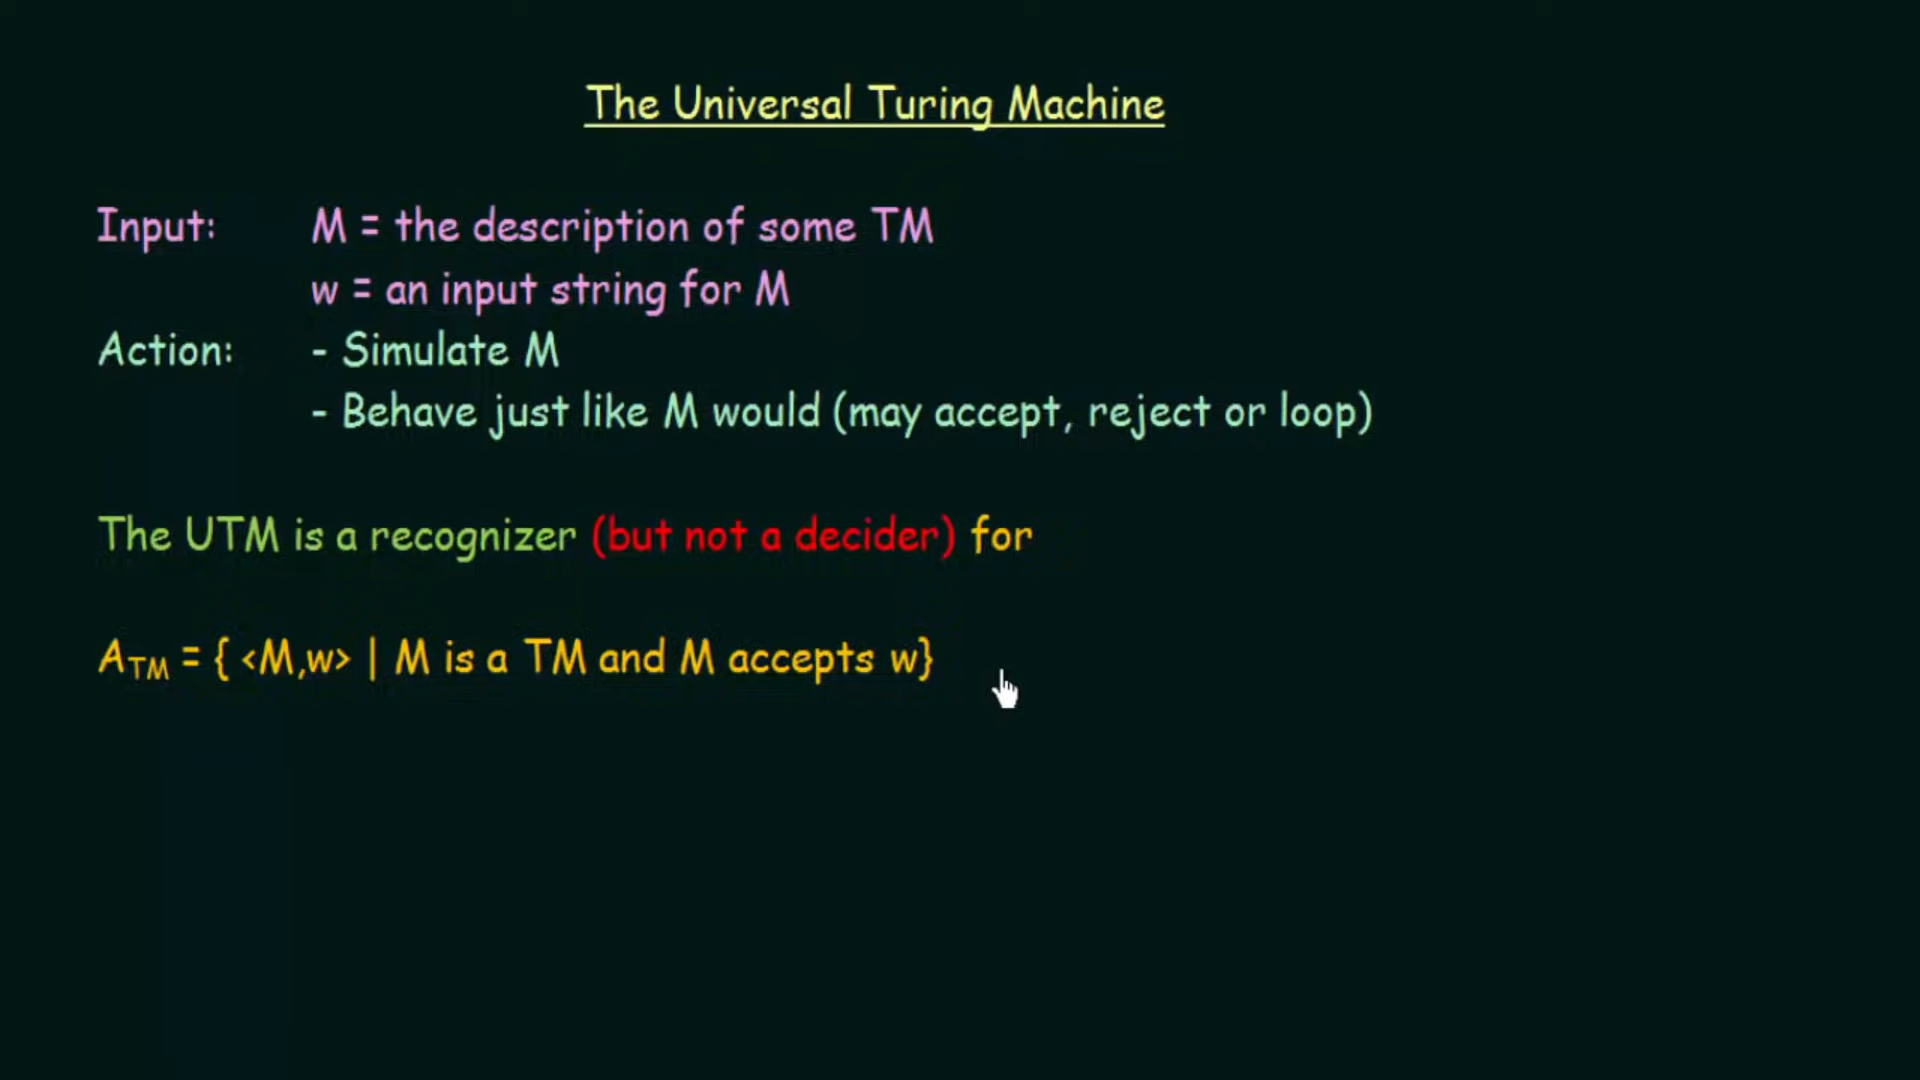 The Universal Turing Machine
Input: M = the description of some TM
w = an input string for M
Action: - Simulate M
- Behave just like M would (may accept, reject or loop)
The UTM is a recognizer (but not a decider) for
A_TM = { <M,w> | M is a TM and M accepts w}